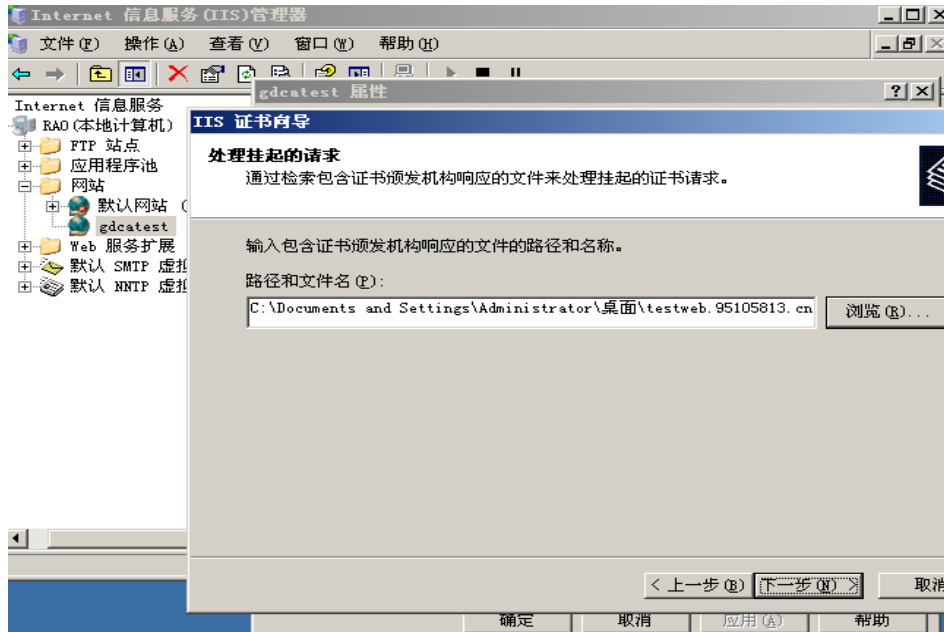 Internet 信息服务(IIS)管理器
文件(F) 操作(A) 查看(V) 窗口(W) 帮助(H)
gdcatest 属性
Internet 信息服务
RAO(本地计算机)
FTP 站点
应用程序池
网站
默认网站 (
gdcatest
Web 服务扩展
默认 SMTP 虚拟
默认 NNTP 虚拟
IIS 证书向导
处理挂起的请求
通过检索包含证书颁发机构响应的文件来处理挂起的证书请求。
输入包含证书颁发机构响应的文件的路径和名称。
路径和文件名(P):
C:\Documents and Settings\Administrator\桌面\testweb.95105813.cn
浏览(R)...
< 上一步(B) 下一步(N) > 取消
确定 取消 应用(A) 帮助